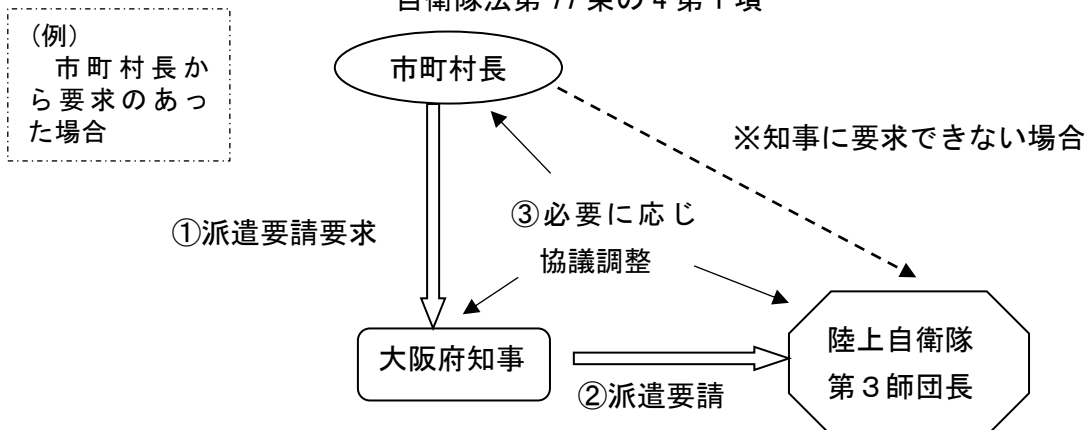 自衛隊法第 77 条の 4 第 1 項
(例)
市町村長か
ら要求のあっ
た場合
市町村長
※知事に要求できない場合
①派遣要請要求
③必要に応じ
協議調整
大阪府知事
②派遣要請
陸上自衛隊
第３師団長